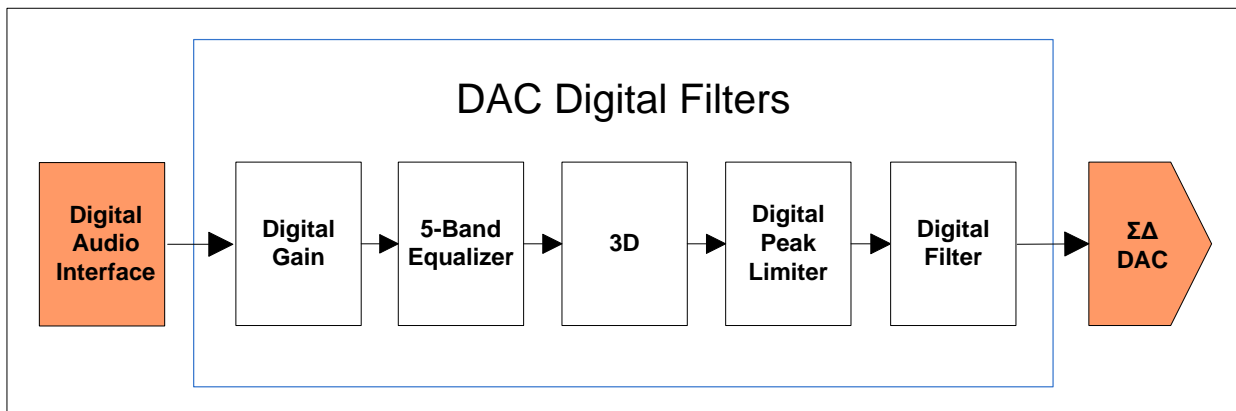 DAC Digital Filters
Digital
Audio
Interface
Digital
Gain
5-Band
Equalizer
3D
Digital
Peak
Limiter
Digital
Filter
ΣΔ
DAC